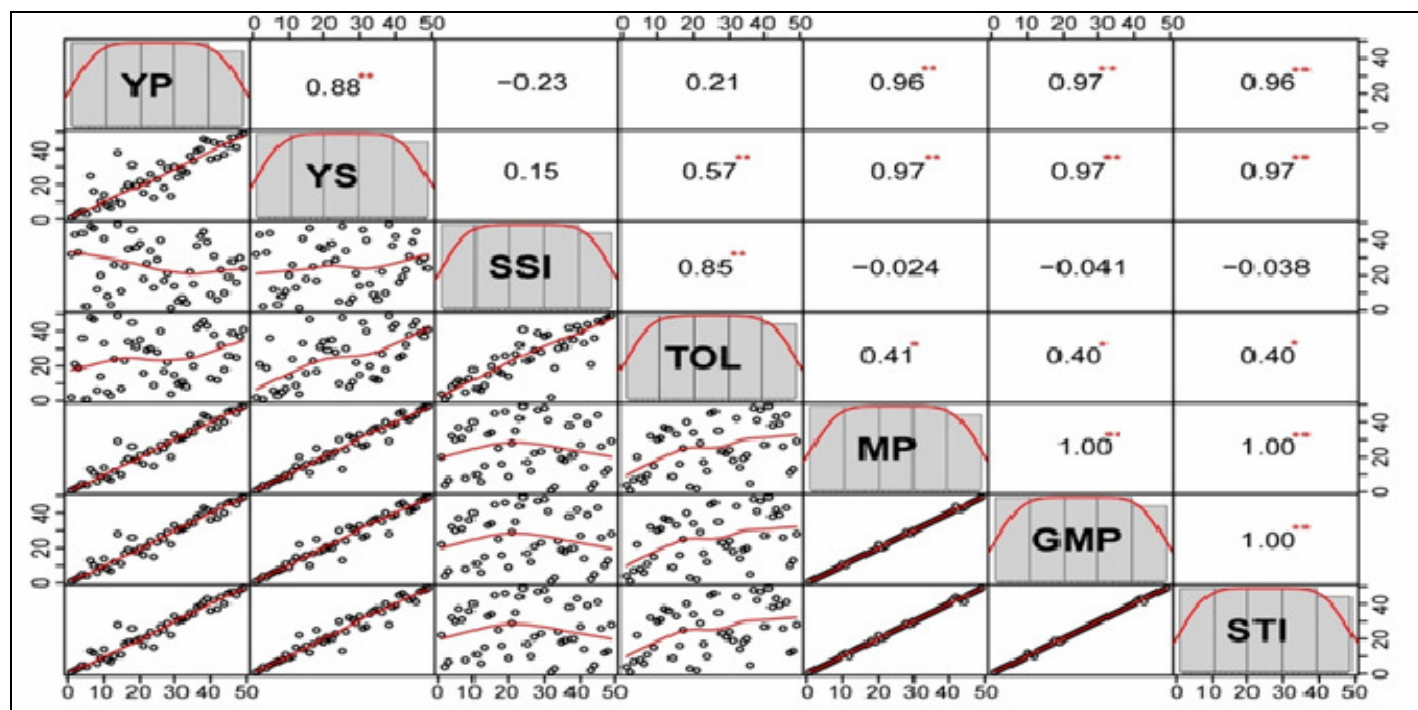 0 10 20 30 40 50 0 10 20 30 40 50 0 10 20 30 40 50
YP 0.88** −0.23 0.21 0.96** 0.97** 0.96** 0 20 40
0 20 40 YS 0.15 0.57** 0.97** 0.97** 0.97**
SSI 0.85** −0.024 −0.041 −0.038 0 20 40
0 20 40 TOL 0.41* 0.40* 0.40*
MP 1.00** 1.00** 0 20 40
0 20 40 GMP 1.00**
STI 0 20 40
0 10 20 30 40 50 0 10 20 30 40 50 0 10 20 30 40 50 0 10 20 30 40 50